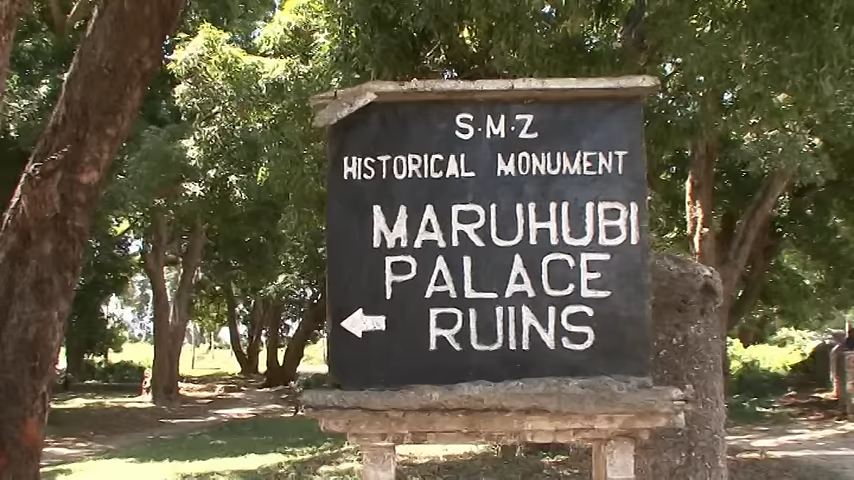 S·M·Z
HISTORICAL MONUMENT
MARUHUBI
PALACE
RUINS